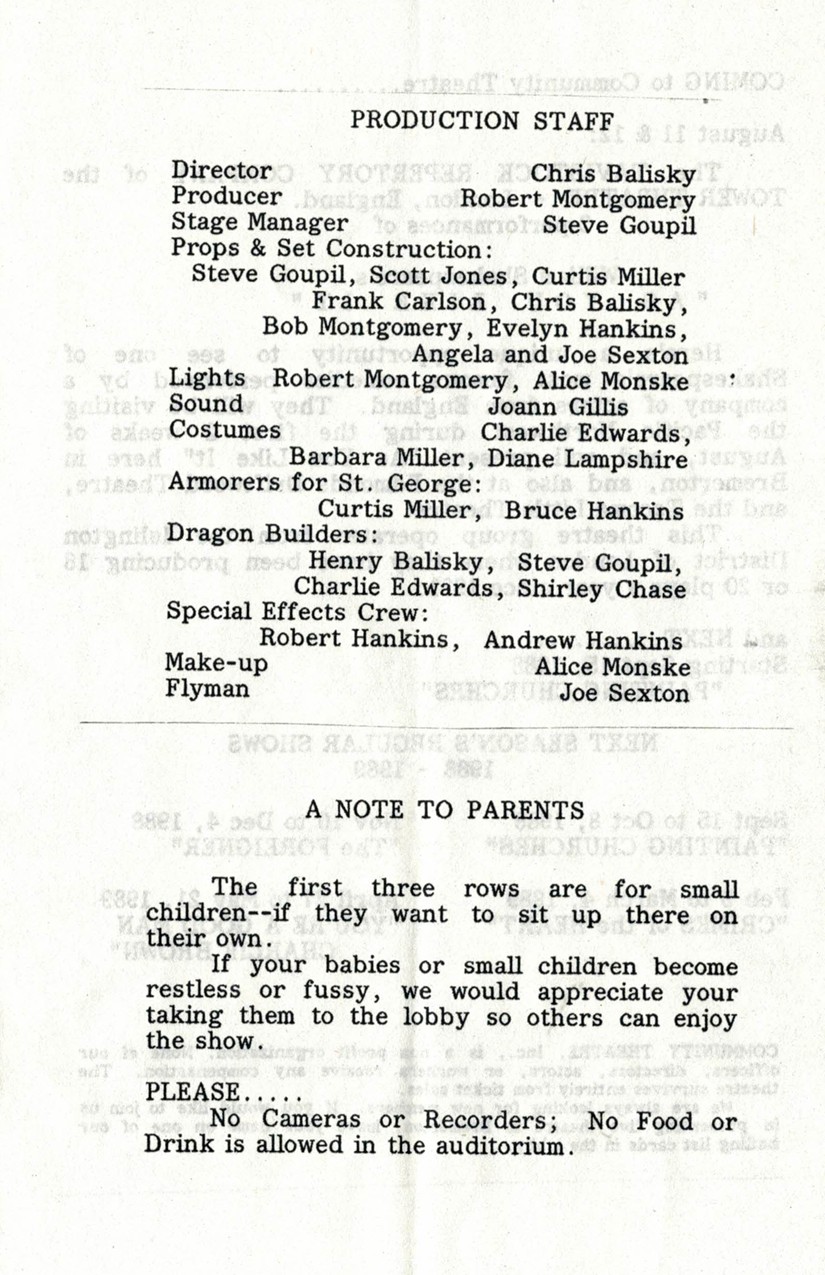 PRODUCTION STAFF
Director Chris Balisky
Producer Robert Montgomery
Stage Manager Steve Goupil
Props & Set Construction:
Steve Goupil, Scott Jones, Curtis Miller
Frank Carlson, Chris Balisky,
Bob Montgomery, Evelyn Hankins,
Angela and Joe Sexton
Lights Robert Montgomery, Alice Monske
Sound Joann Gillis
Costumes Charlie Edwards,
Barbara Miller, Diane Lampshire
Armorers for St. George:
Curtis Miller, Bruce Hankins
Dragon Builders:
Henry Balisky, Steve Goupil,
Charlie Edwards, Shirley Chase
Special Effects Crew:
Robert Hankins, Andrew Hankins
Make-up Alice Monske
Flyman Joe Sexton
A NOTE TO PARENTS
The first three rows are for small
children--if they want to sit up there on
their own.
If your babies or small children become
restless or fussy, we would appreciate your
taking them to the lobby so others can enjoy
the show.
PLEASE.....
No Cameras or Recorders; No Food or
Drink is allowed in the auditorium.